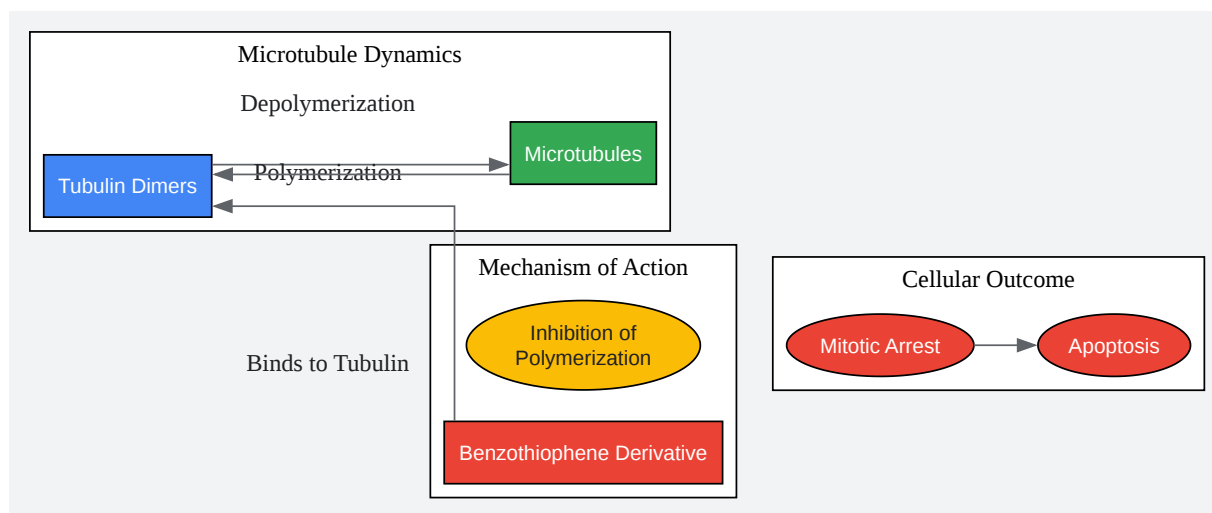 Microtubule Dynamics
Depolymerization
Microtubules
Polymerization
Tubulin Dimers
Mechanism of Action
Inhibition of
Polymerization
Binds to Tubulin
Benzothiophene Derivative
Cellular Outcome
Mitotic Arrest
Apoptosis